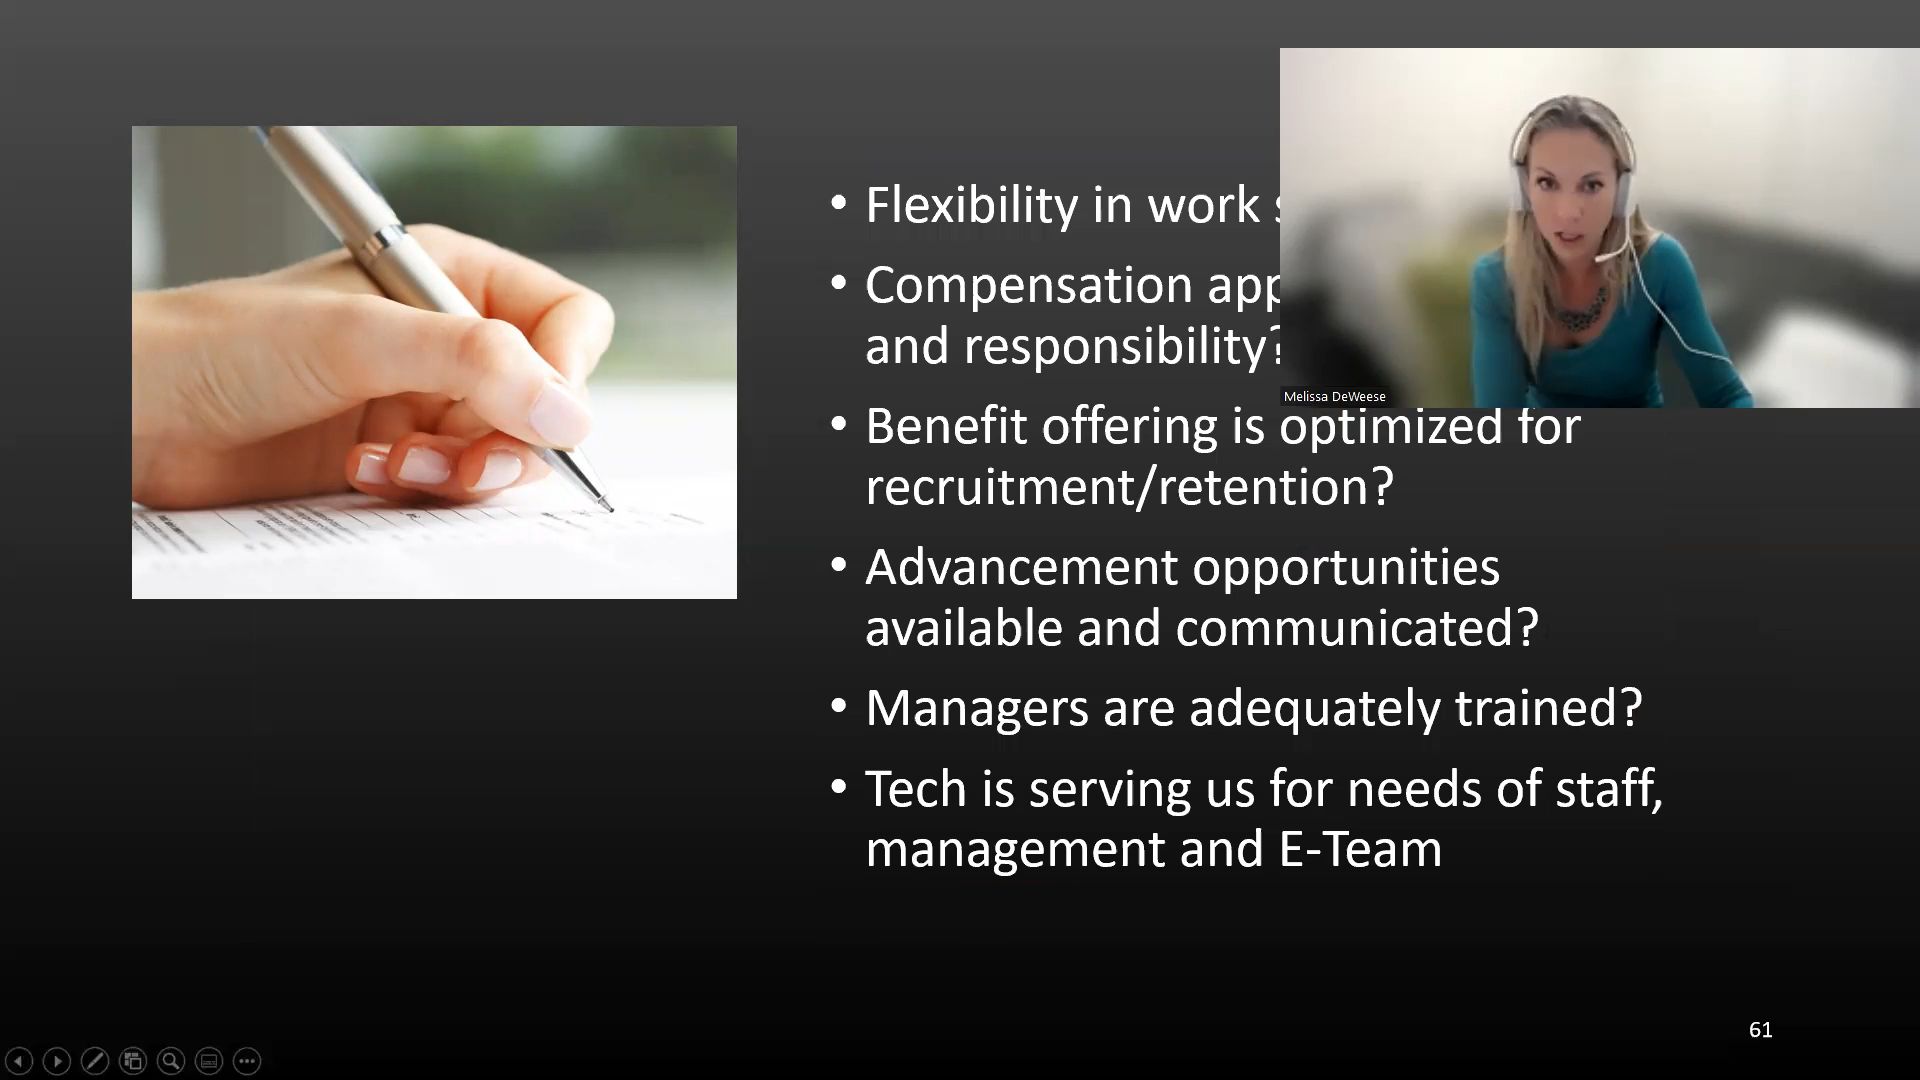 • Flexibility in work
• Compensation
and responsibility?
Melissa DeWeese
• Benefit offering is optimized for
recruitment/retention?
• Advancement opportunities
available and communicated?
• Managers are adequately trained?
• Tech is serving us for needs of staff,
management and E-Team
61